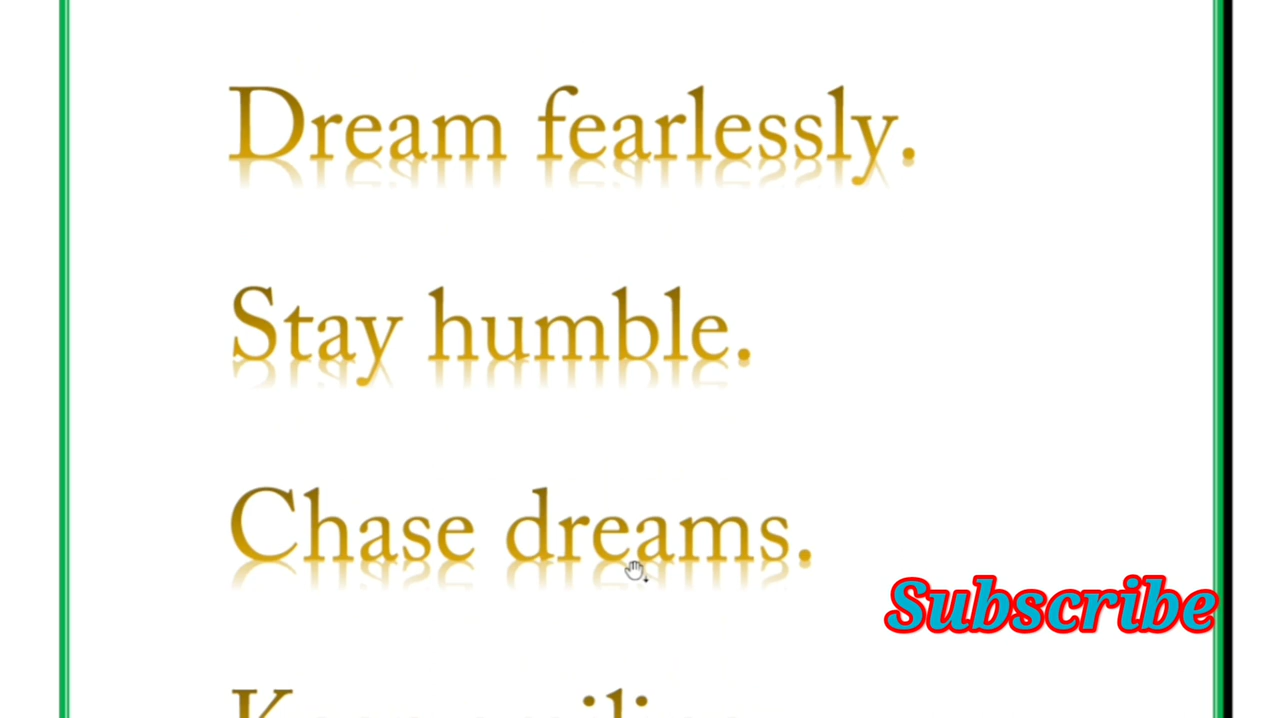 Dream fearlessly.
Stay humble.
Chase dreams.
Subscribe